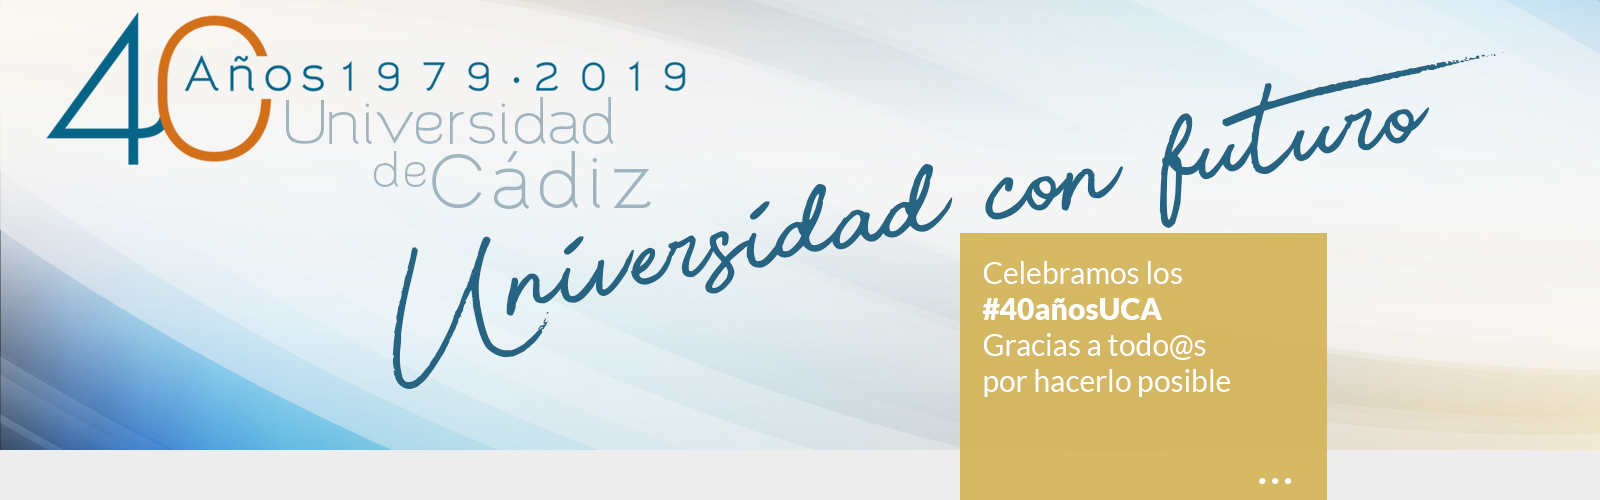 40 Años 1979·2019
Universidad
de Cádiz
Universidad con futuro
Celebramos los
#40añosUCA
Gracias a todo@s
por hacerlo posible
...